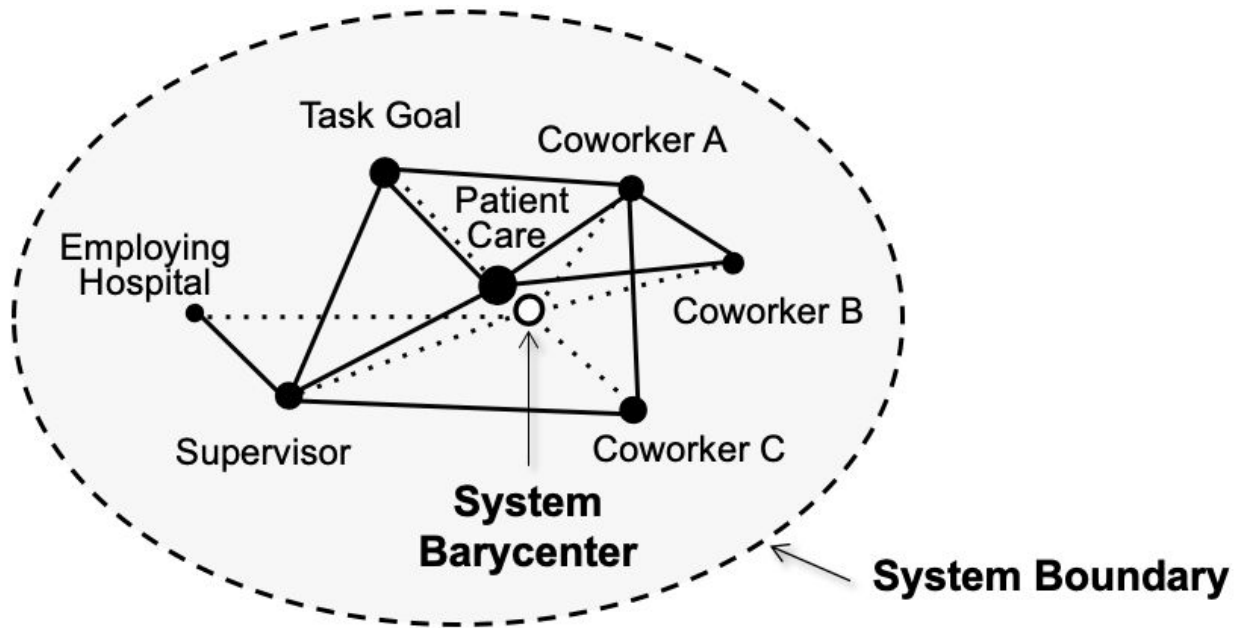 Task Goal
Coworker A
Patient
Care
Employing
Hospital
Coworker B
Supervisor
Coworker C
System
Barycenter
System Boundary